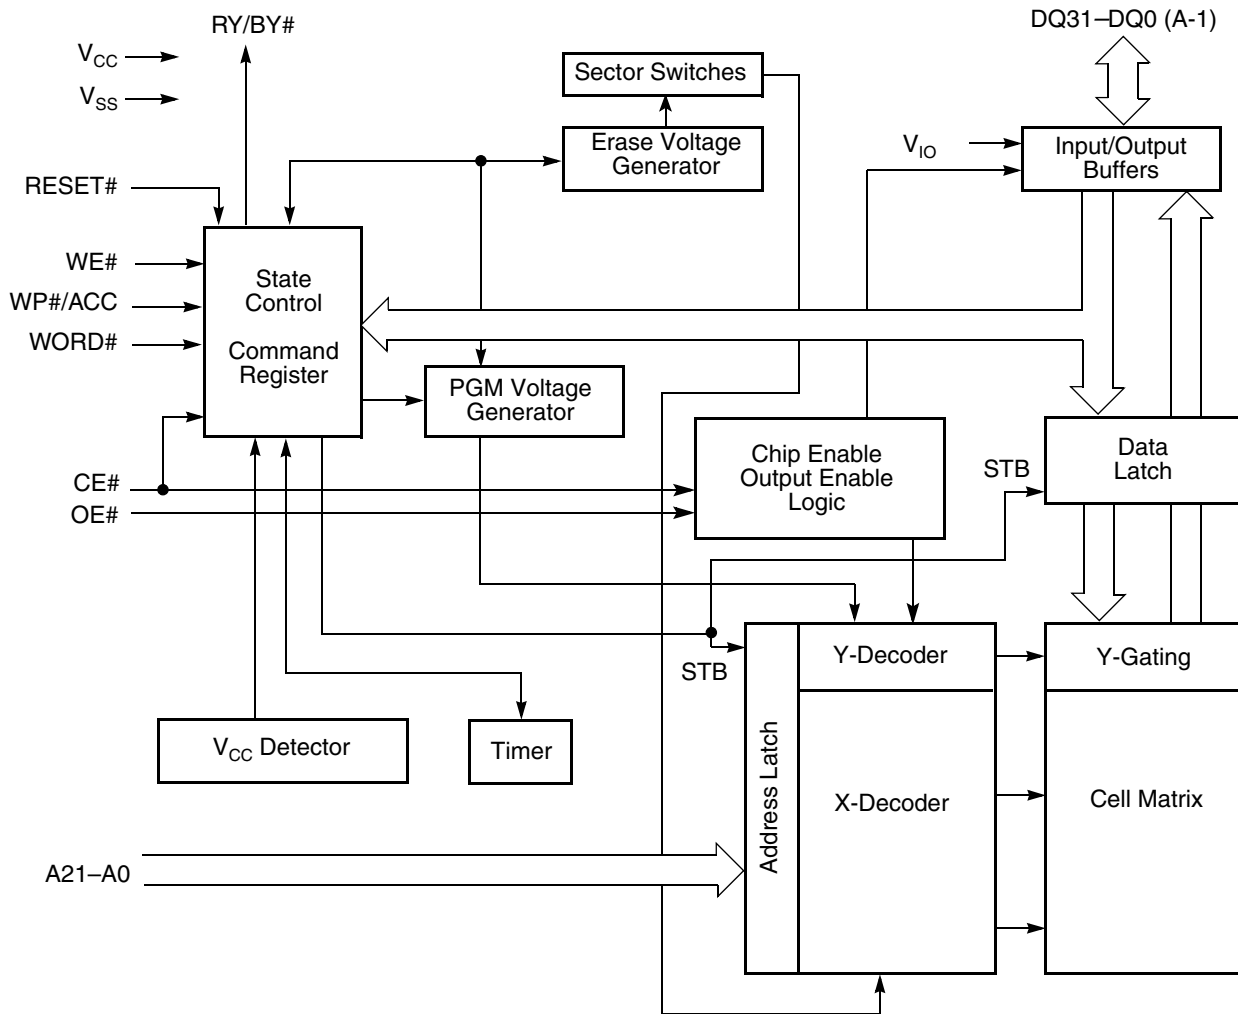 RY/BY#
DQ31–DQ0 (A-1)
VCC
VSS
Sector Switches
Erase Voltage
Generator
VIO
Input/Output
Buffers
RESET#
WE#
WP#/ACC
WORD#
State
Control
Command
Register
PGM Voltage
Generator
CE#
OE#
Chip Enable
Output Enable
Logic
STB
Data
Latch
STB
Y-Decoder
Y-Gating
VCC Detector
Timer
Address Latch
X-Decoder
Cell Matrix
A21–A0